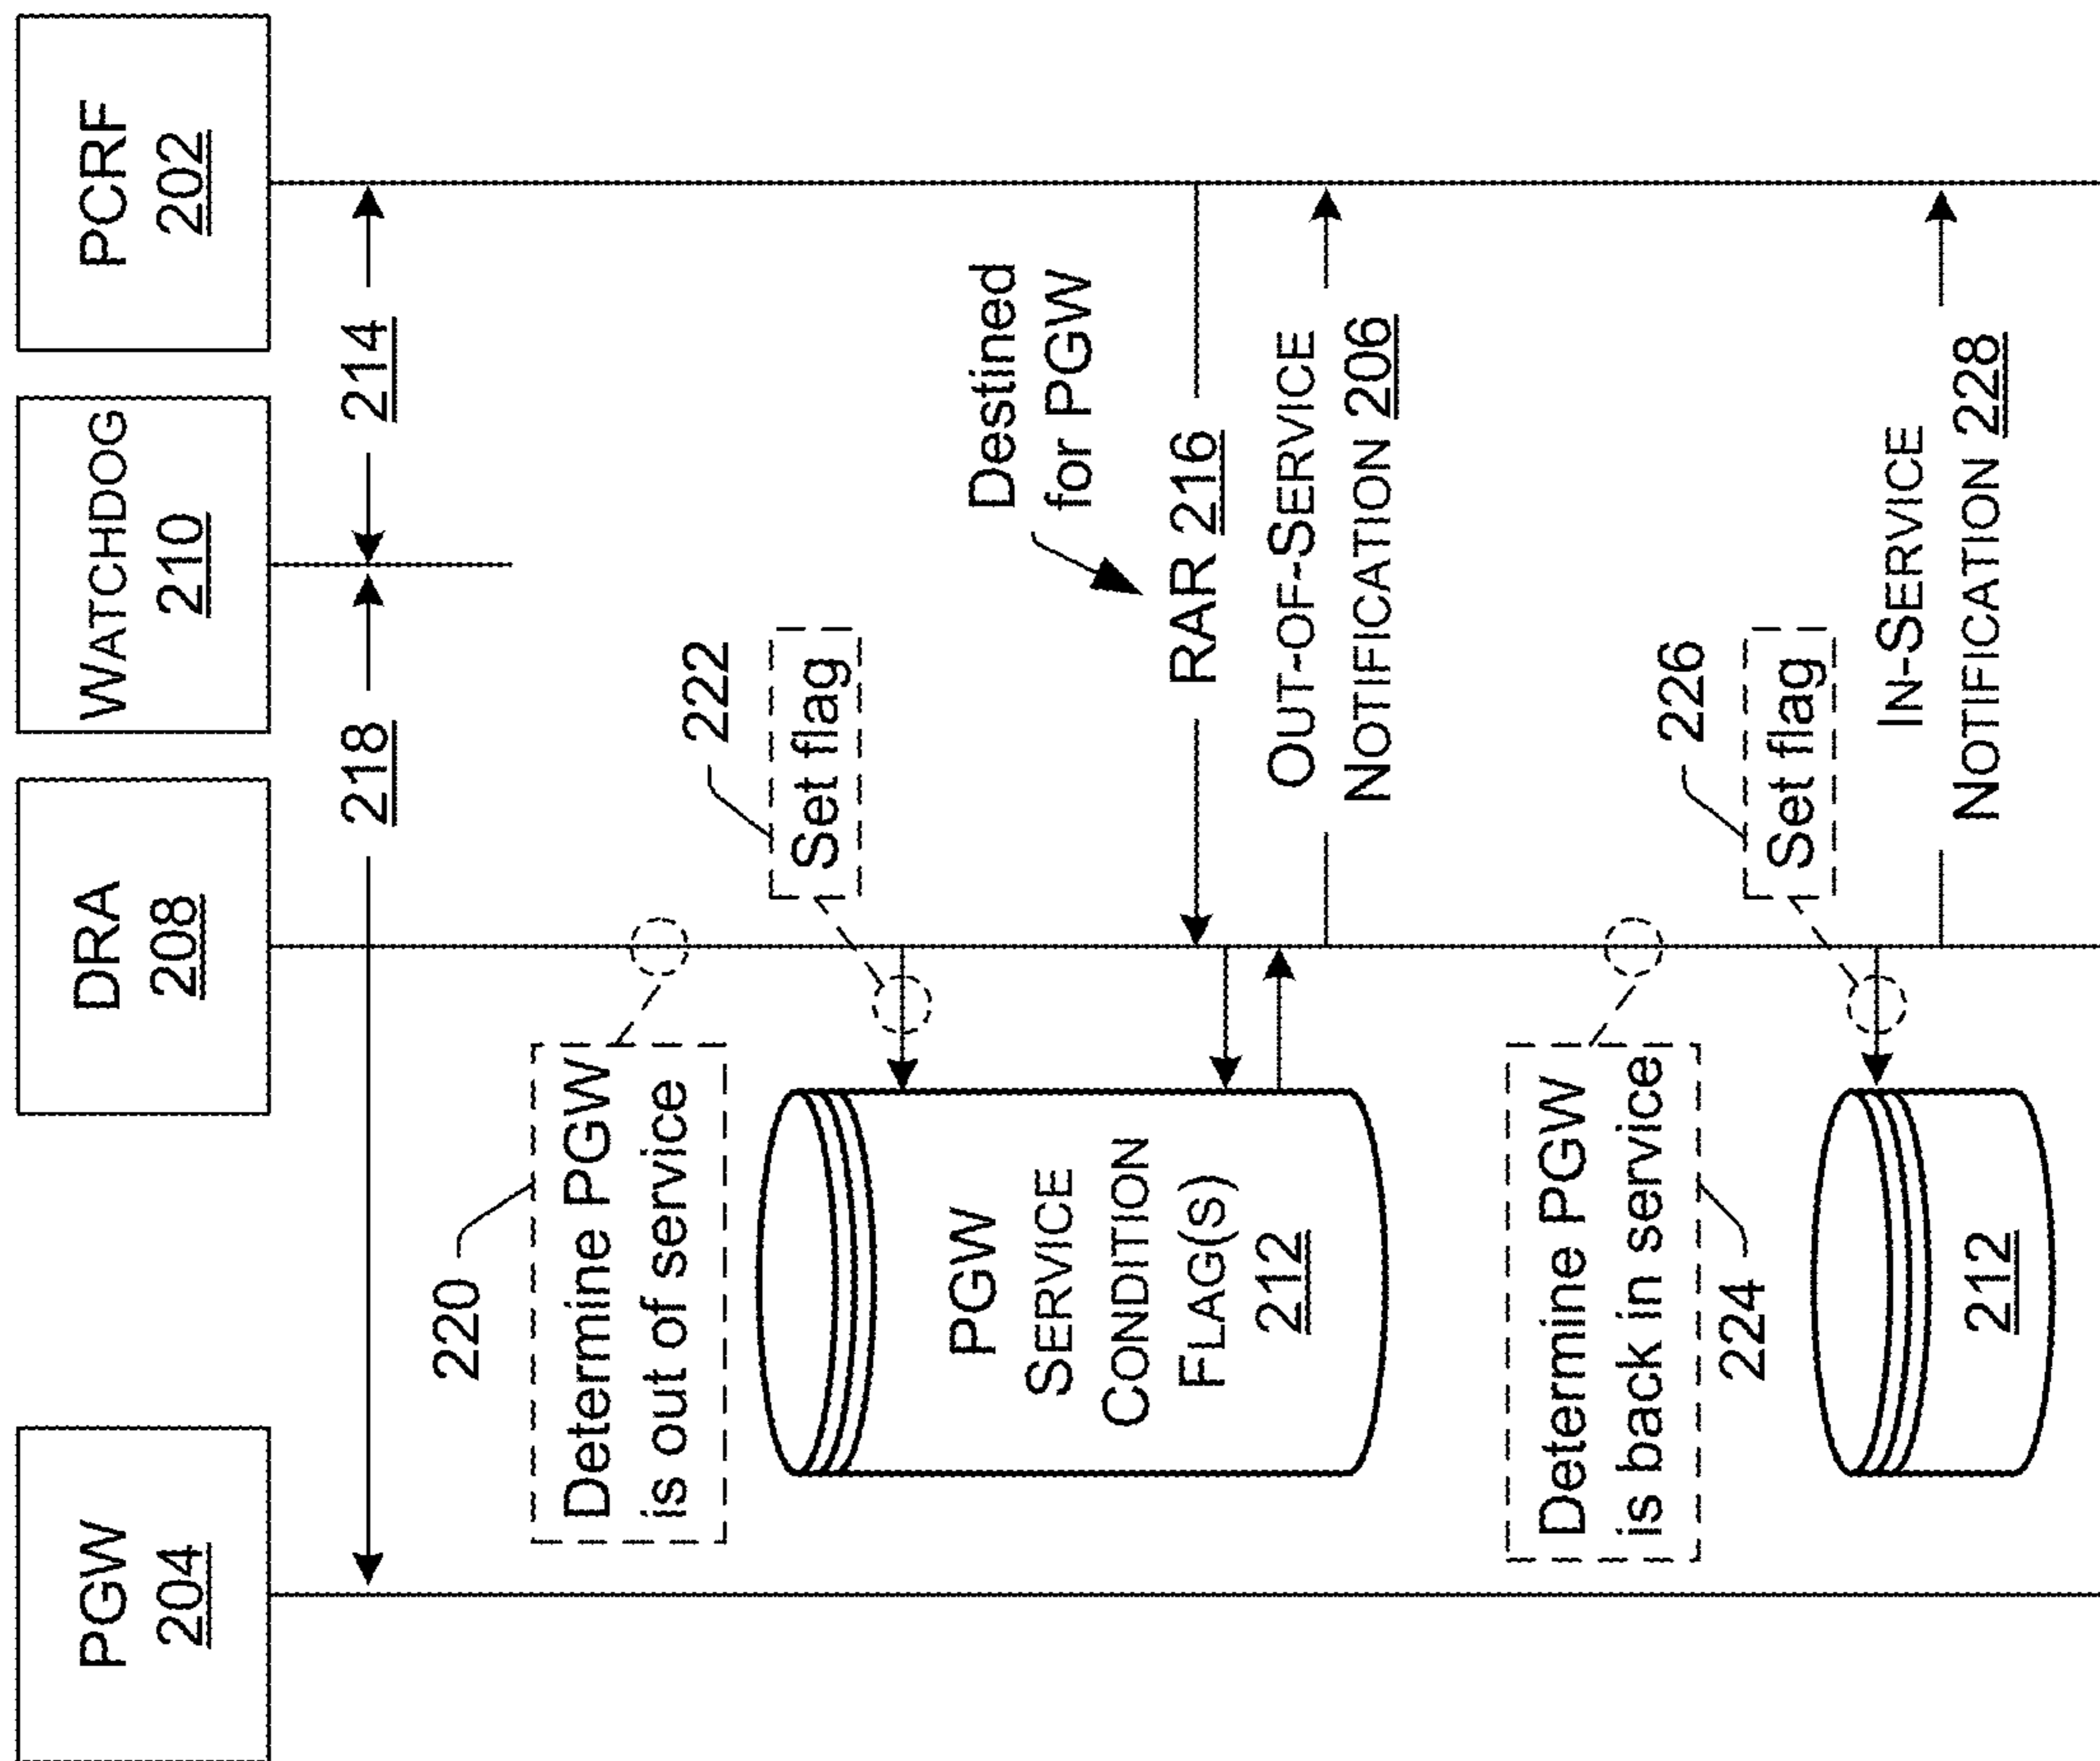 PGW
204
DRA
208
WATCHDOG
210
PCRF
202
218
214
220
Determine PGW
is out of service
222
Set flag
PGW
SERVICE
CONDITION
FLAG(S)
212
Destined
for PGW
RAR 216
OUT-OF-SERVICE
NOTIFICATION 206
Determine PGW
is back in service
224
226
Set flag
212
IN-SERVICE
NOTIFICATION 228